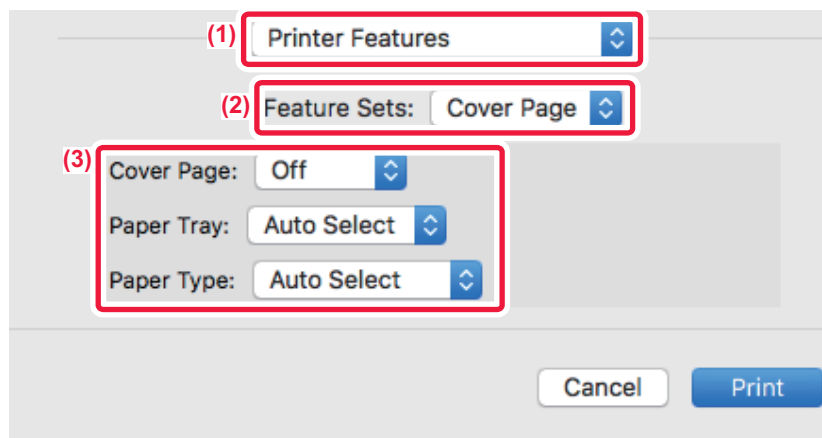 (1) Printer Features
(2) Feature Sets: Cover Page
(3) Cover Page: Off
Paper Tray: Auto Select
Paper Type: Auto Select
Cancel Print